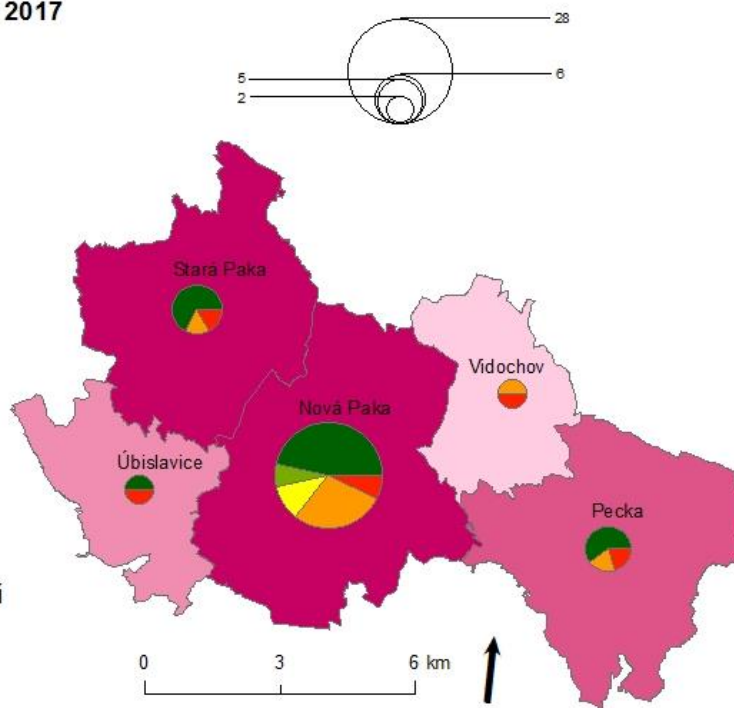 2017
28
5
6
2
Stará Paka
Vidochov
Nová Paka
Úbislavice
Pecka
0 3 6 km